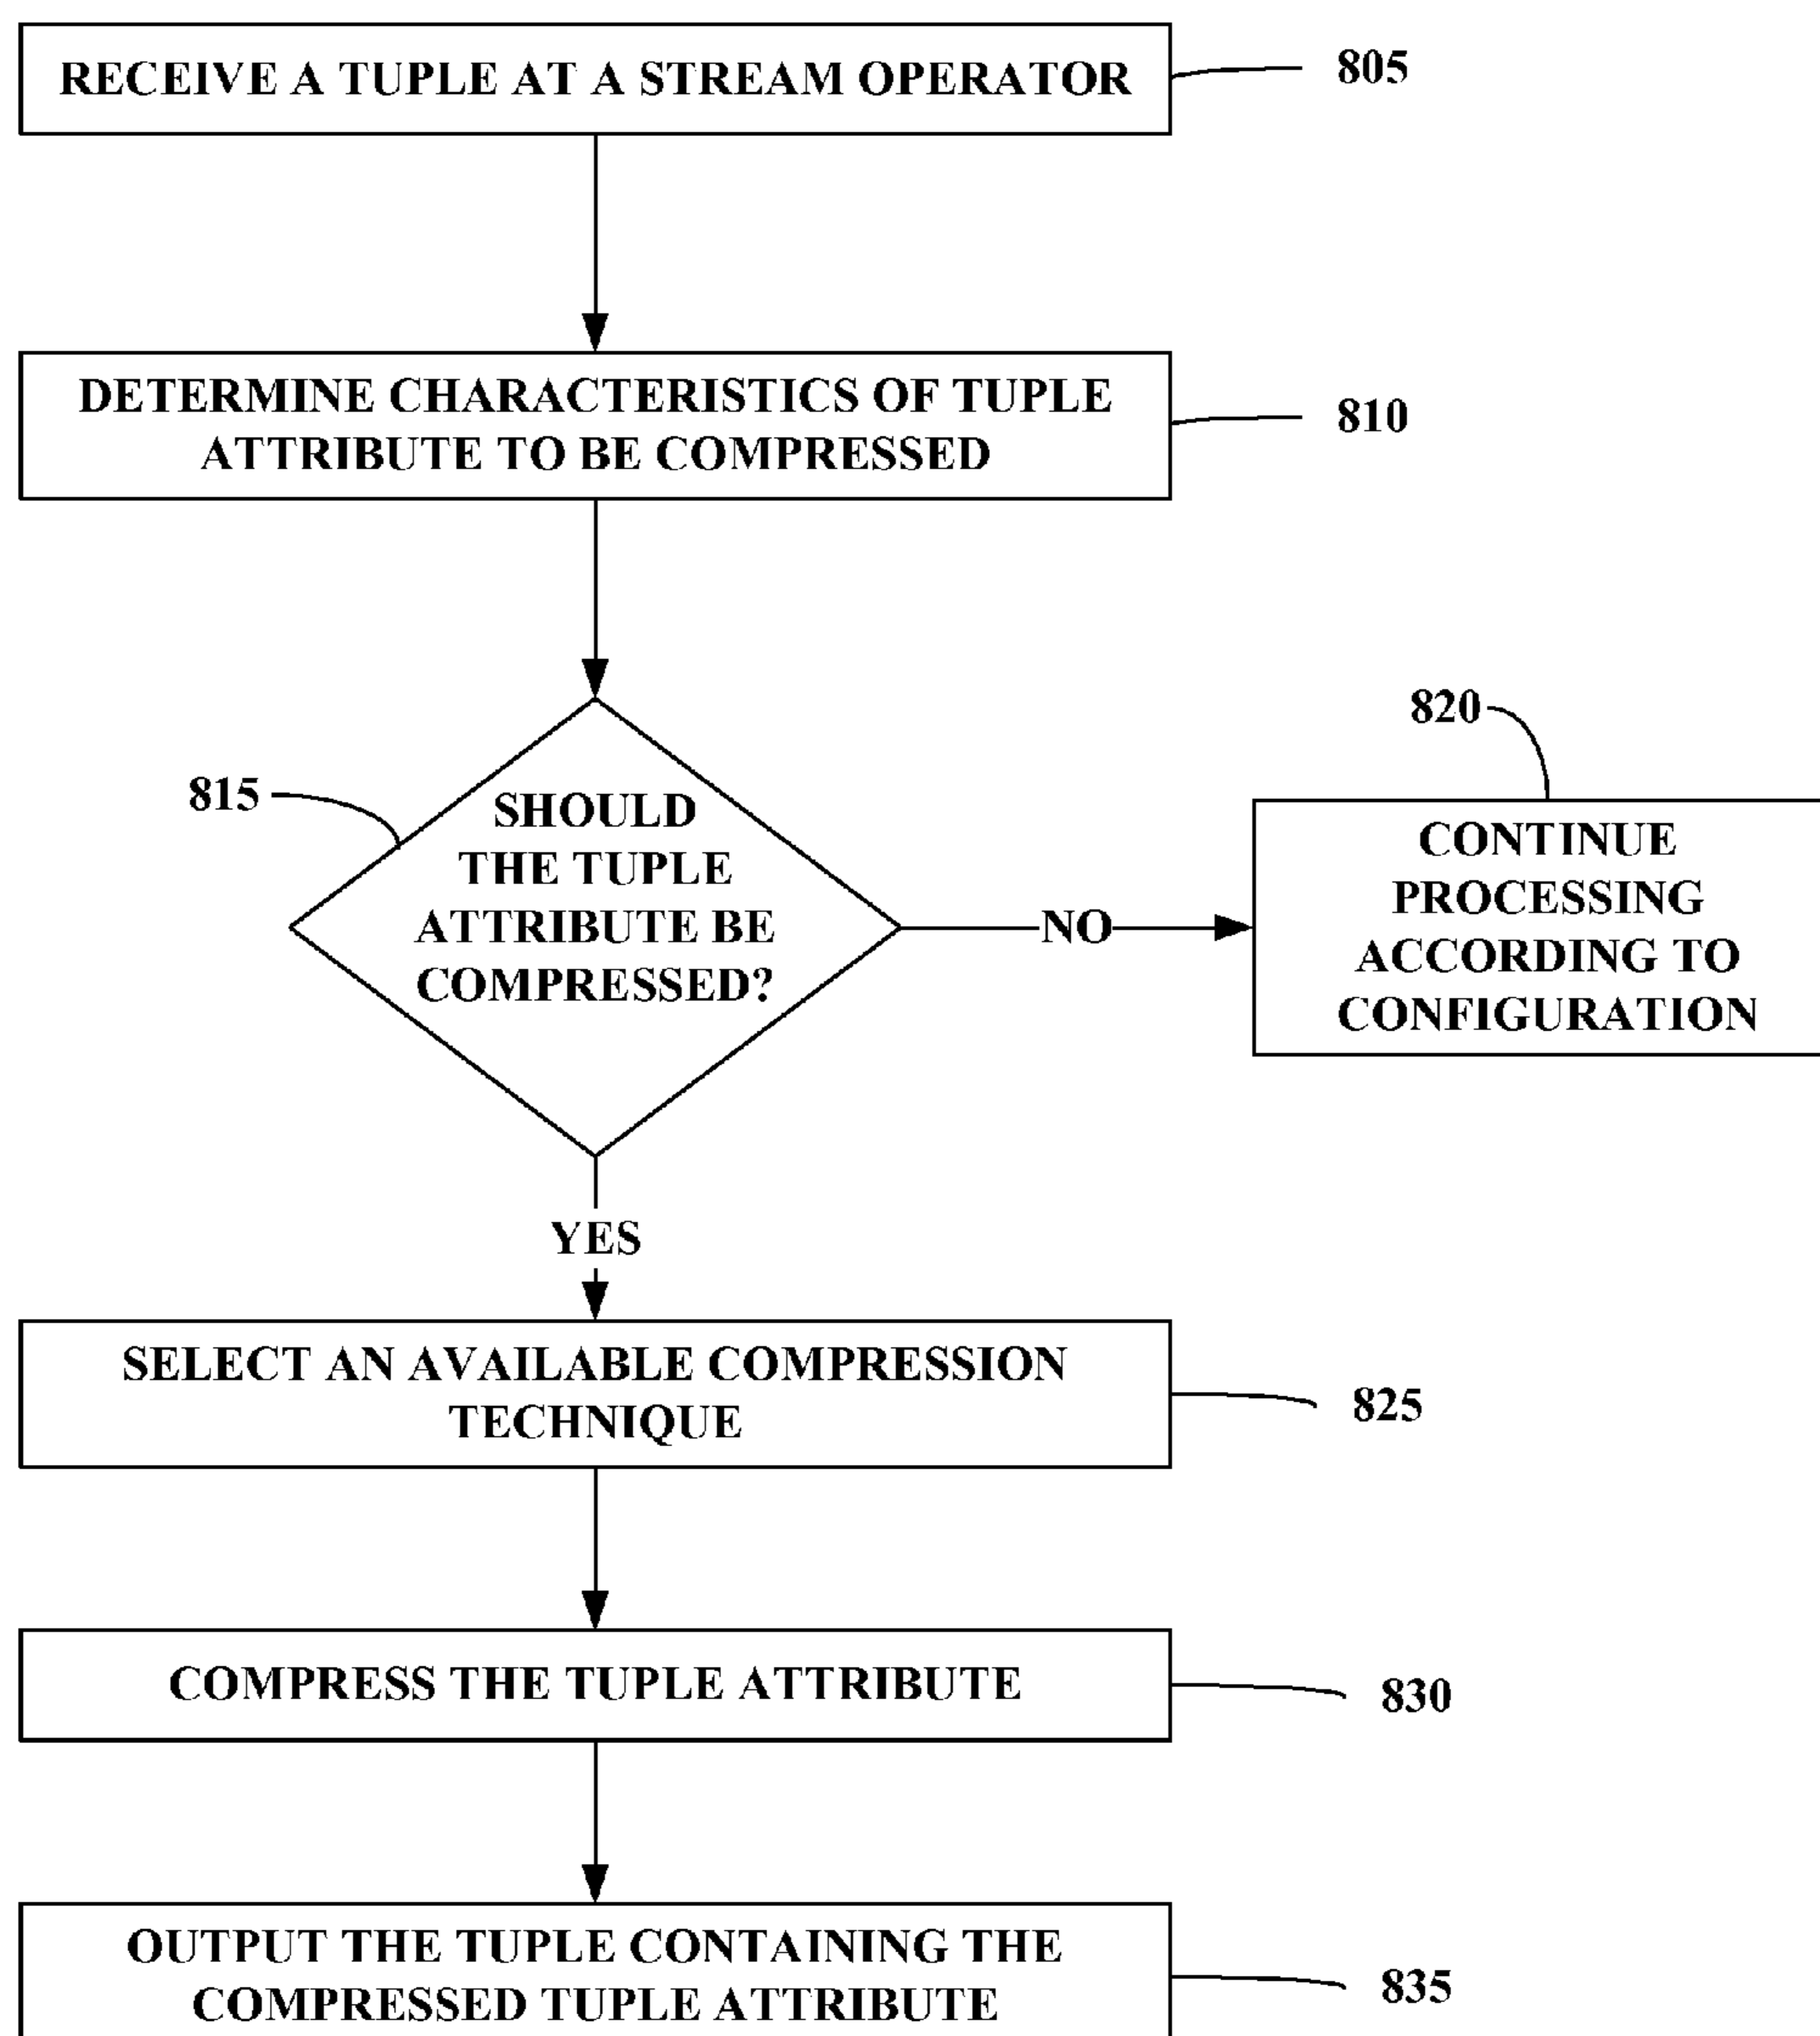 RECEIVE A TUPLE AT A STREAM OPERATOR
805
DETERMINE CHARACTERISTICS OF TUPLE
ATTRIBUTE TO BE COMPRESSED
810
815
SHOULD
THE TUPLE
ATTRIBUTE BE
COMPRESSED?
NO
820
CONTINUE
PROCESSING
ACCORDING TO
CONFIGURATION
YES
SELECT AN AVAILABLE COMPRESSION
TECHNIQUE
825
COMPRESS THE TUPLE ATTRIBUTE
830
OUTPUT THE TUPLE CONTAINING THE
COMPRESSED TUPLE ATTRIBUTE
835